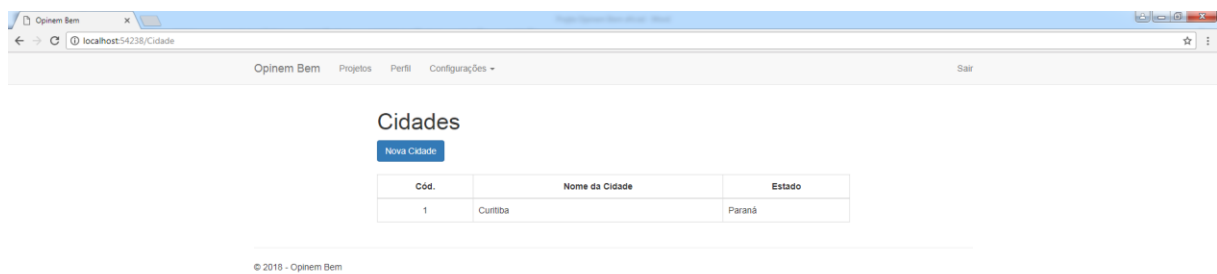 Opinem Bem
localhost:54238/Cidade
Opinem Bem Projetos Perfil Configurações Sair
Cidades
Nova Cidade
Cód. Nome da Cidade Estado
1 Curitiba Paraná
© 2018 - Opinem Bem